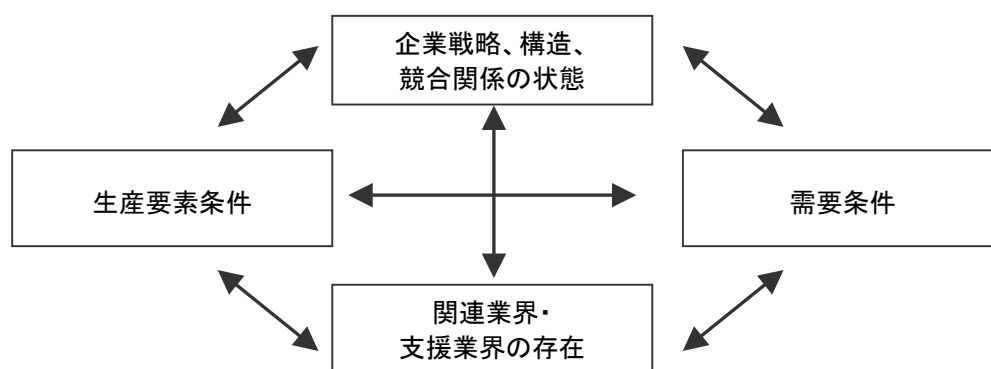 企業戦略、構造、
競合関係の状態
生産要素条件
需要条件
関連業界・
支援業界の存在